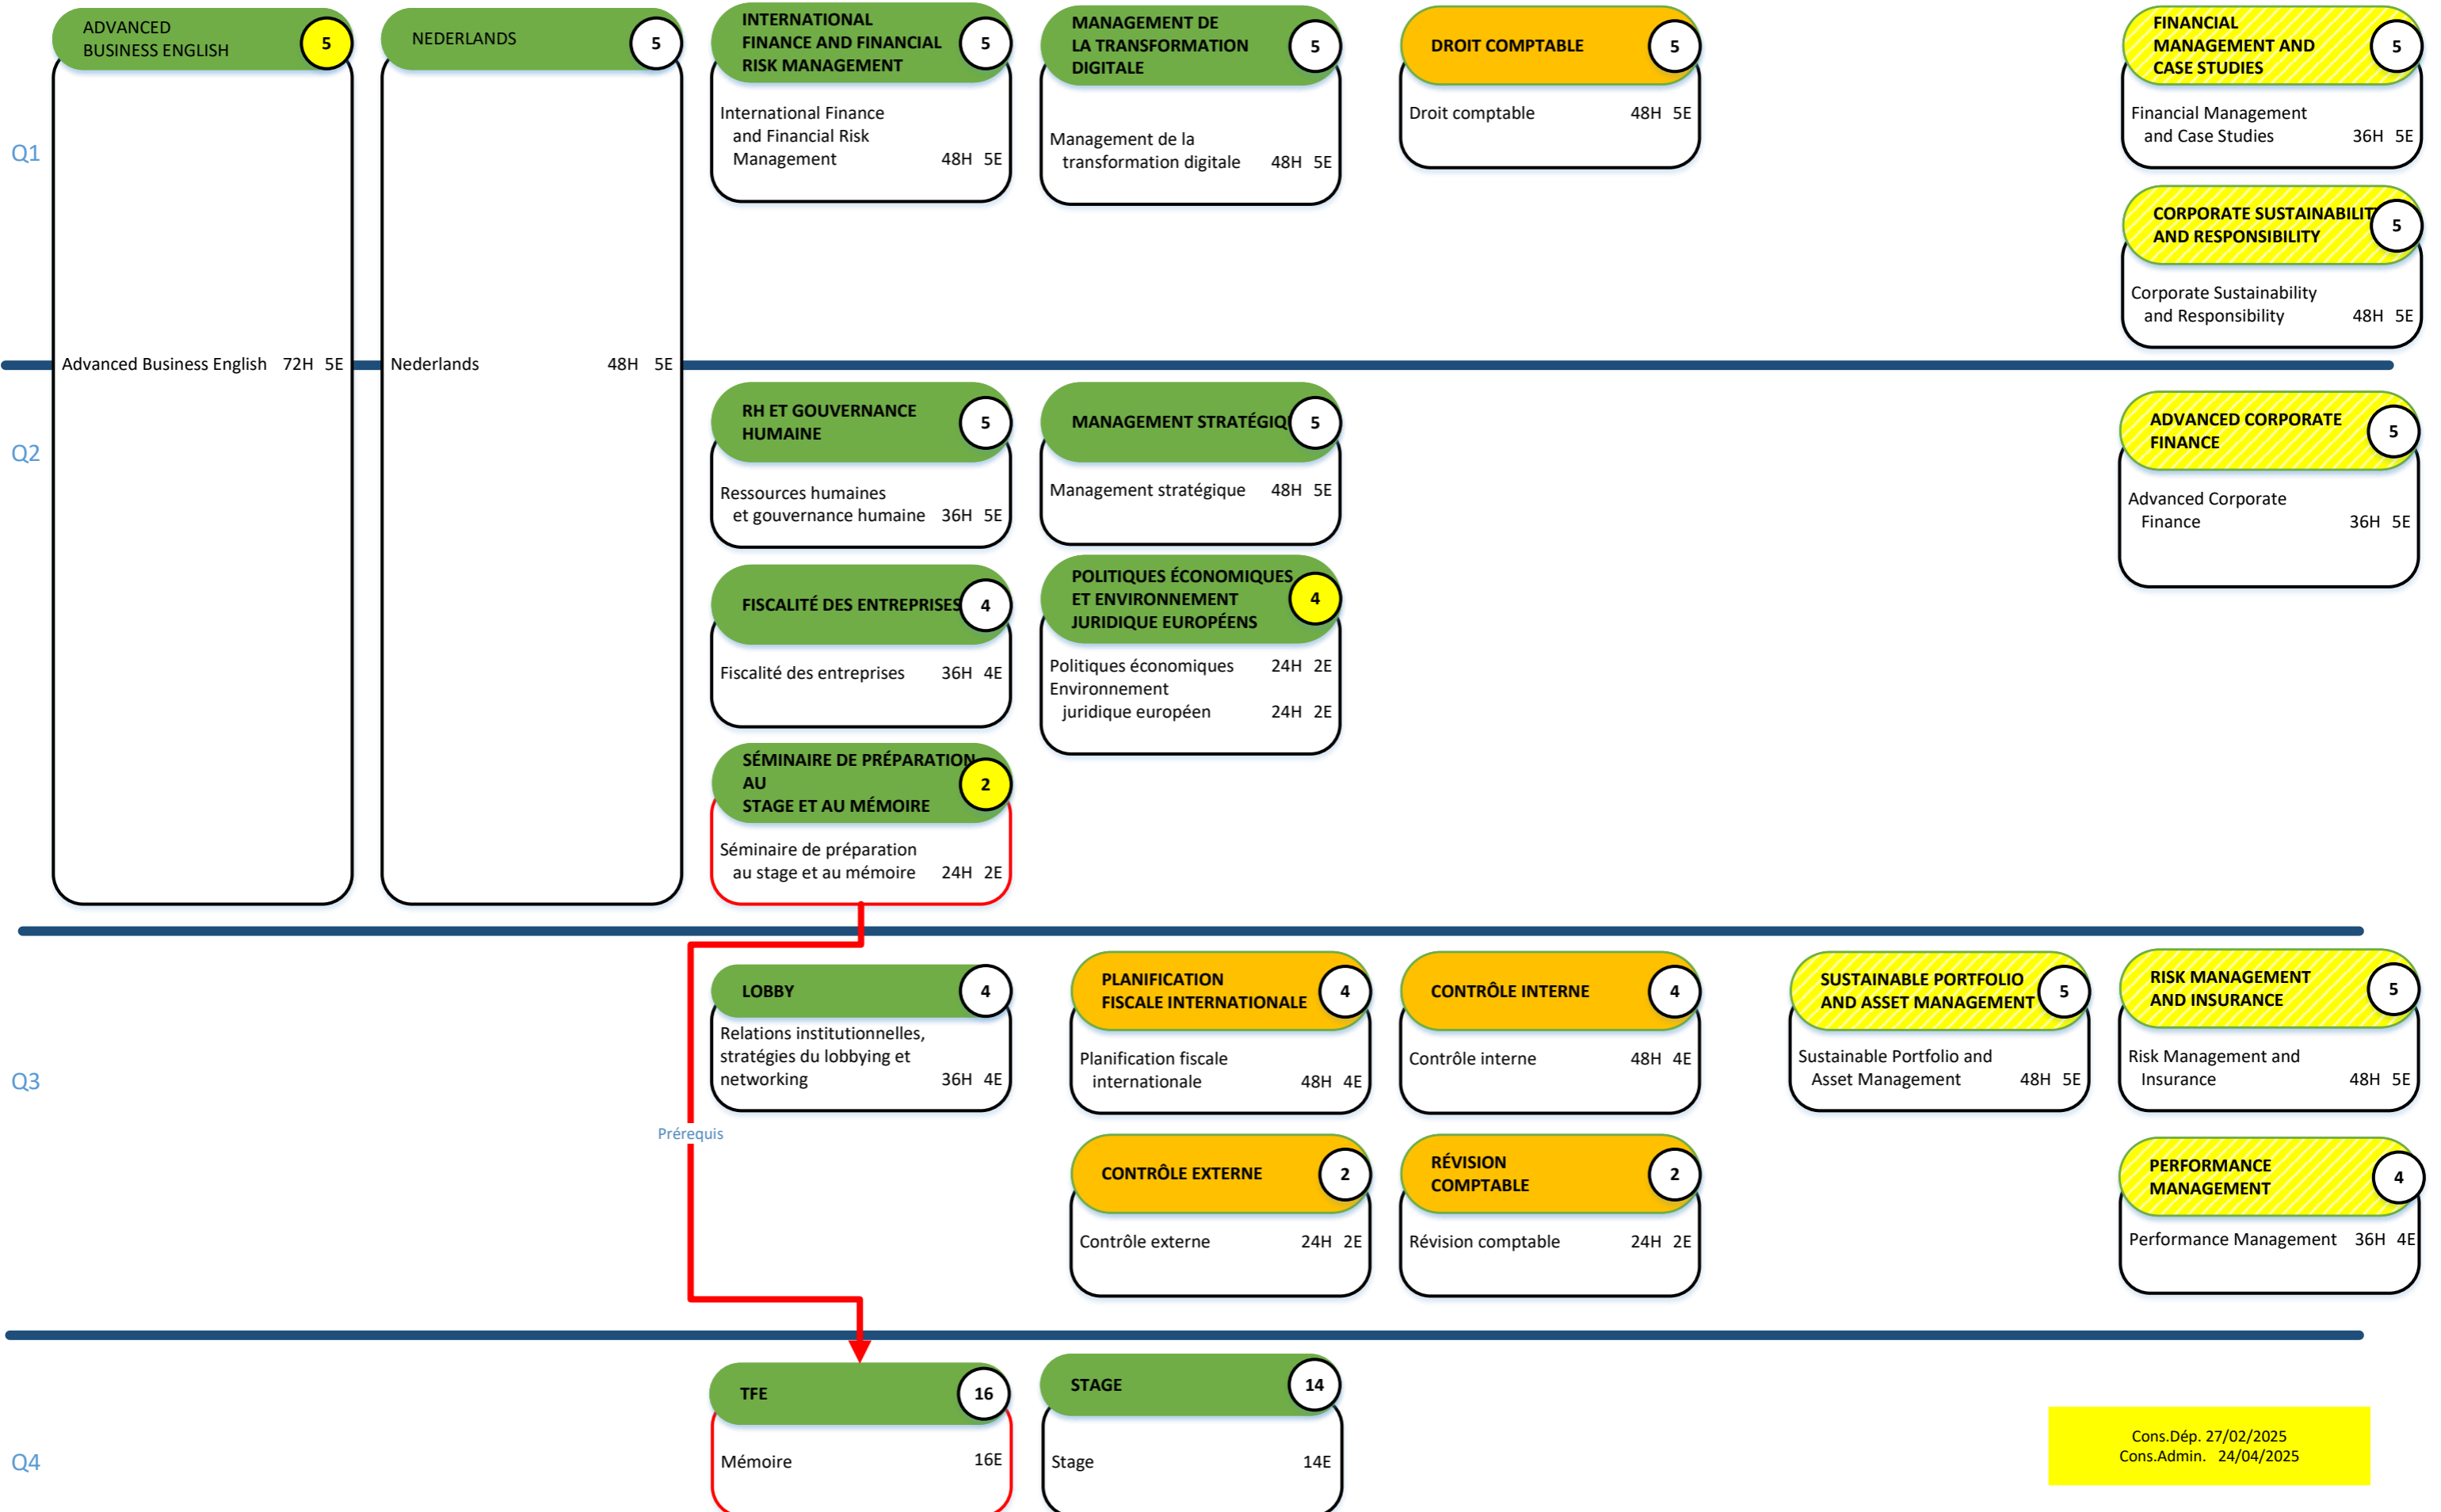 ADVANCED
BUSINESS ENGLISH
5
NEDERLANDS
5
INTERNATIONAL
FINANCE AND FINANCIAL
RISK MANAGEMENT
5
MANAGEMENT DE
LA TRANSFORMATION
DIGITALE
5
DROIT COMPTABLE
5
FINANCIAL
MANAGEMENT AND
CASE STUDIES
5
Q1
International Finance
and Financial Risk
Management 48H 5E
Management de la
transformation digitale 48H 5E
Droit comptable 48H 5E
Financial Management
and Case Studies 36H 5E
CORPORATE SUSTAINABILIT
AND RESPONSIBILITY
5
Corporate Sustainability
and Responsibility 48H 5E
Advanced Business English 72H 5E
Nederlands 48H 5E
Q2
RH ET GOUVERNANCE
HUMAINE
5
MANAGEMENT STRATÉGIQ
5
ADVANCED CORPORATE
FINANCE
5
Ressources humaines
et gouvernance humaine 36H 5E
Management stratégique 48H 5E
Advanced Corporate
Finance 36H 5E
FISCALITÉ DES ENTREPRISES
4
POLITIQUES ÉCONOMIQUES
ET ENVIRONNEMENT
JURIDIQUE EUROPÉENS
4
Fiscalité des entreprises 36H 4E
Politiques économiques 24H 2E
Environnement
juridique européen 24H 2E
SÉMINAIRE DE PRÉPARATION
AU
STAGE ET AU MÉMOIRE
2
Séminaire de préparation
au stage et au mémoire 24H 2E
Q3
LOBBY
4
PLANIFICATION
FISCALE INTERNATIONALE
4
CONTRÔLE INTERNE
4
SUSTAINABLE PORTFOLIO
AND ASSET MANAGEMENT
5
RISK MANAGEMENT
AND INSURANCE
5
Relations institutionnelles,
stratégies du lobbying et
networking 36H 4E
Planification fiscale
internationale 48H 4E
Contrôle interne 48H 4E
Sustainable Portfolio and
Asset Management 48H 5E
Risk Management and
Insurance 48H 5E
Prérequis
CONTRÔLE EXTERNE
2
RÉVISION
COMPTABLE
2
PERFORMANCE
MANAGEMENT
4
Contrôle externe 24H 2E
Révision comptable 24H 2E
Performance Management 36H 4E
Q4
TFE
16
STAGE
14
Mémoire 16E
Stage 14E
Cons.Dép. 27/02/2025
Cons.Admin. 24/04/2025